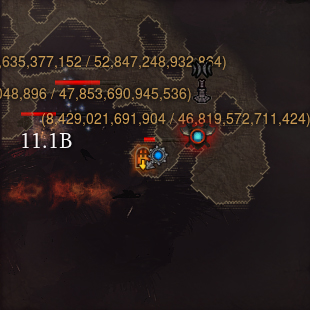 ,635,377,152 / 52,847,248,932,864)
048,896 / 47,853,690,945,536)
(8,429,021,691,904 / 46,819,572,711,424)
11.1B